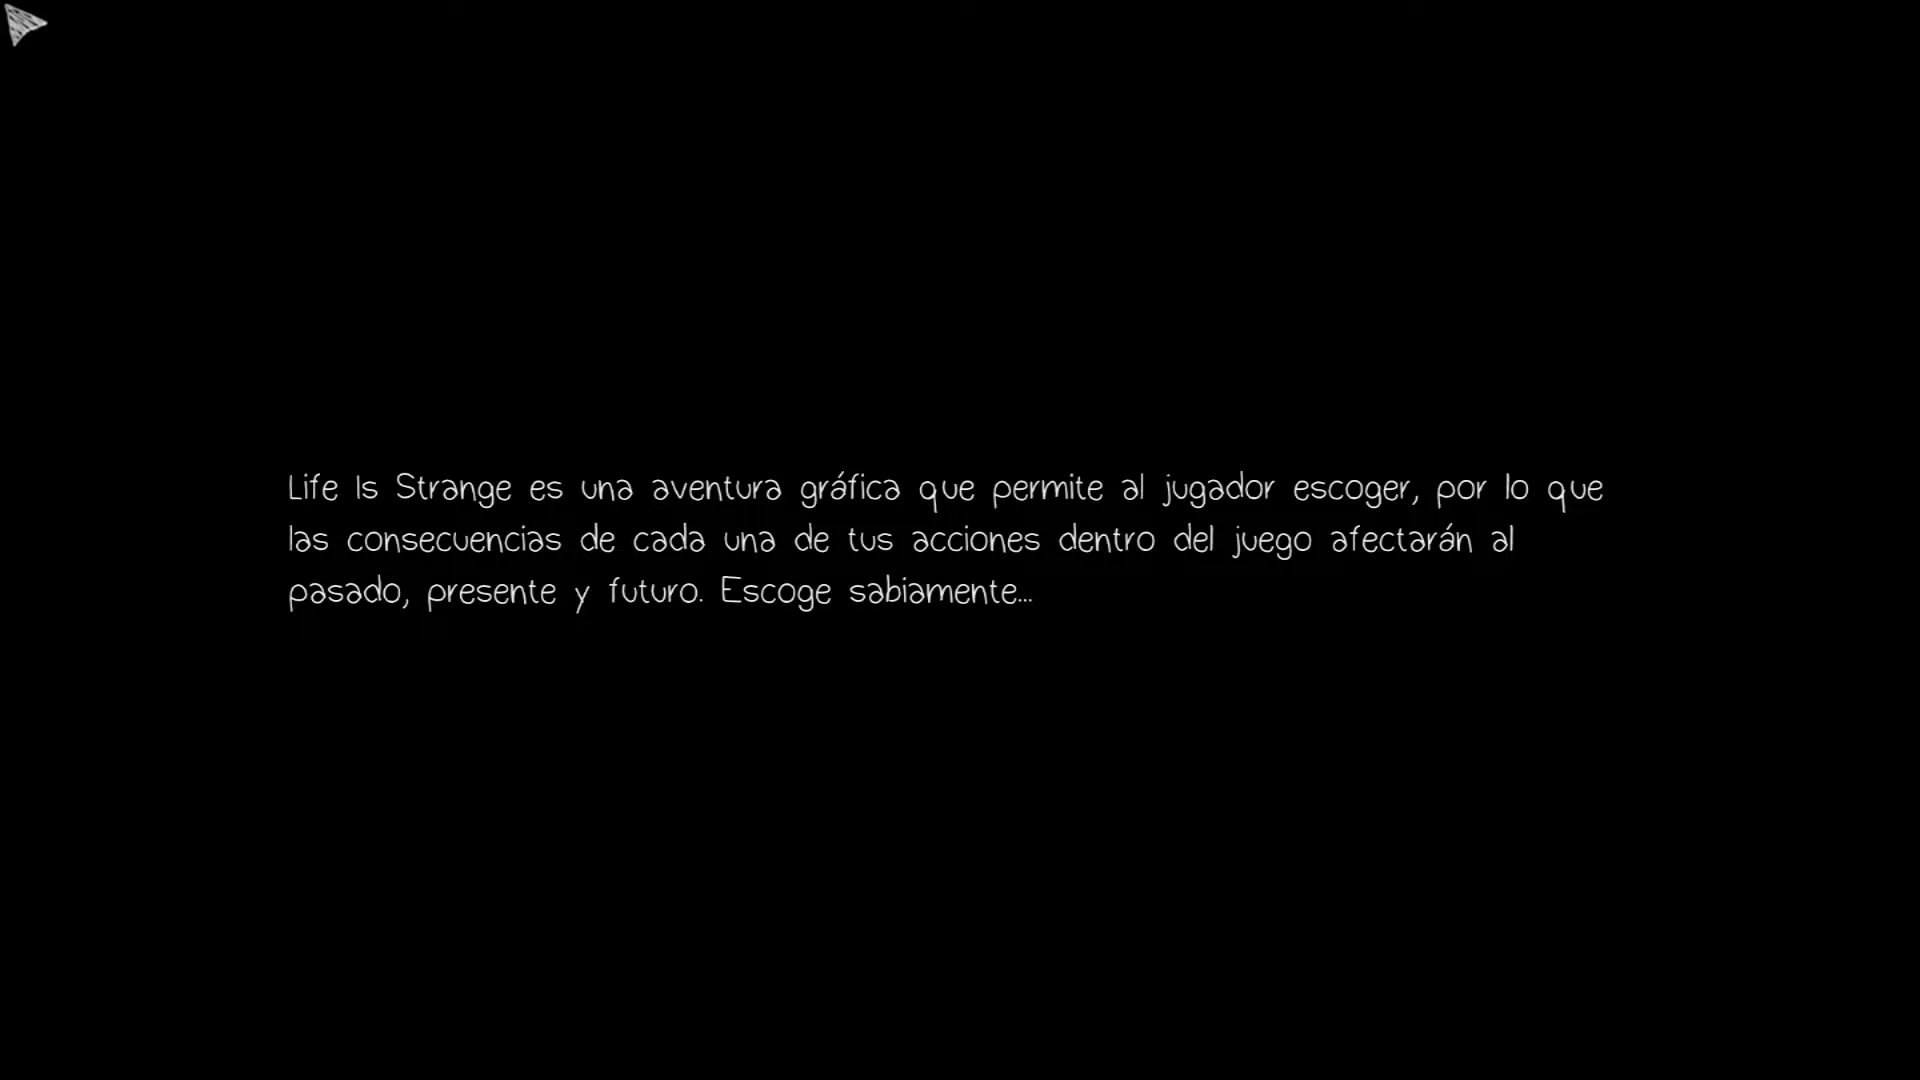 Life Is Strange es una aventura gráfica que permite al jugador escoger, por lo que
las consecuencias de cada una de tus acciones dentro del juego afectarán al
pasado, presente y futuro. Escoge sabiamente...